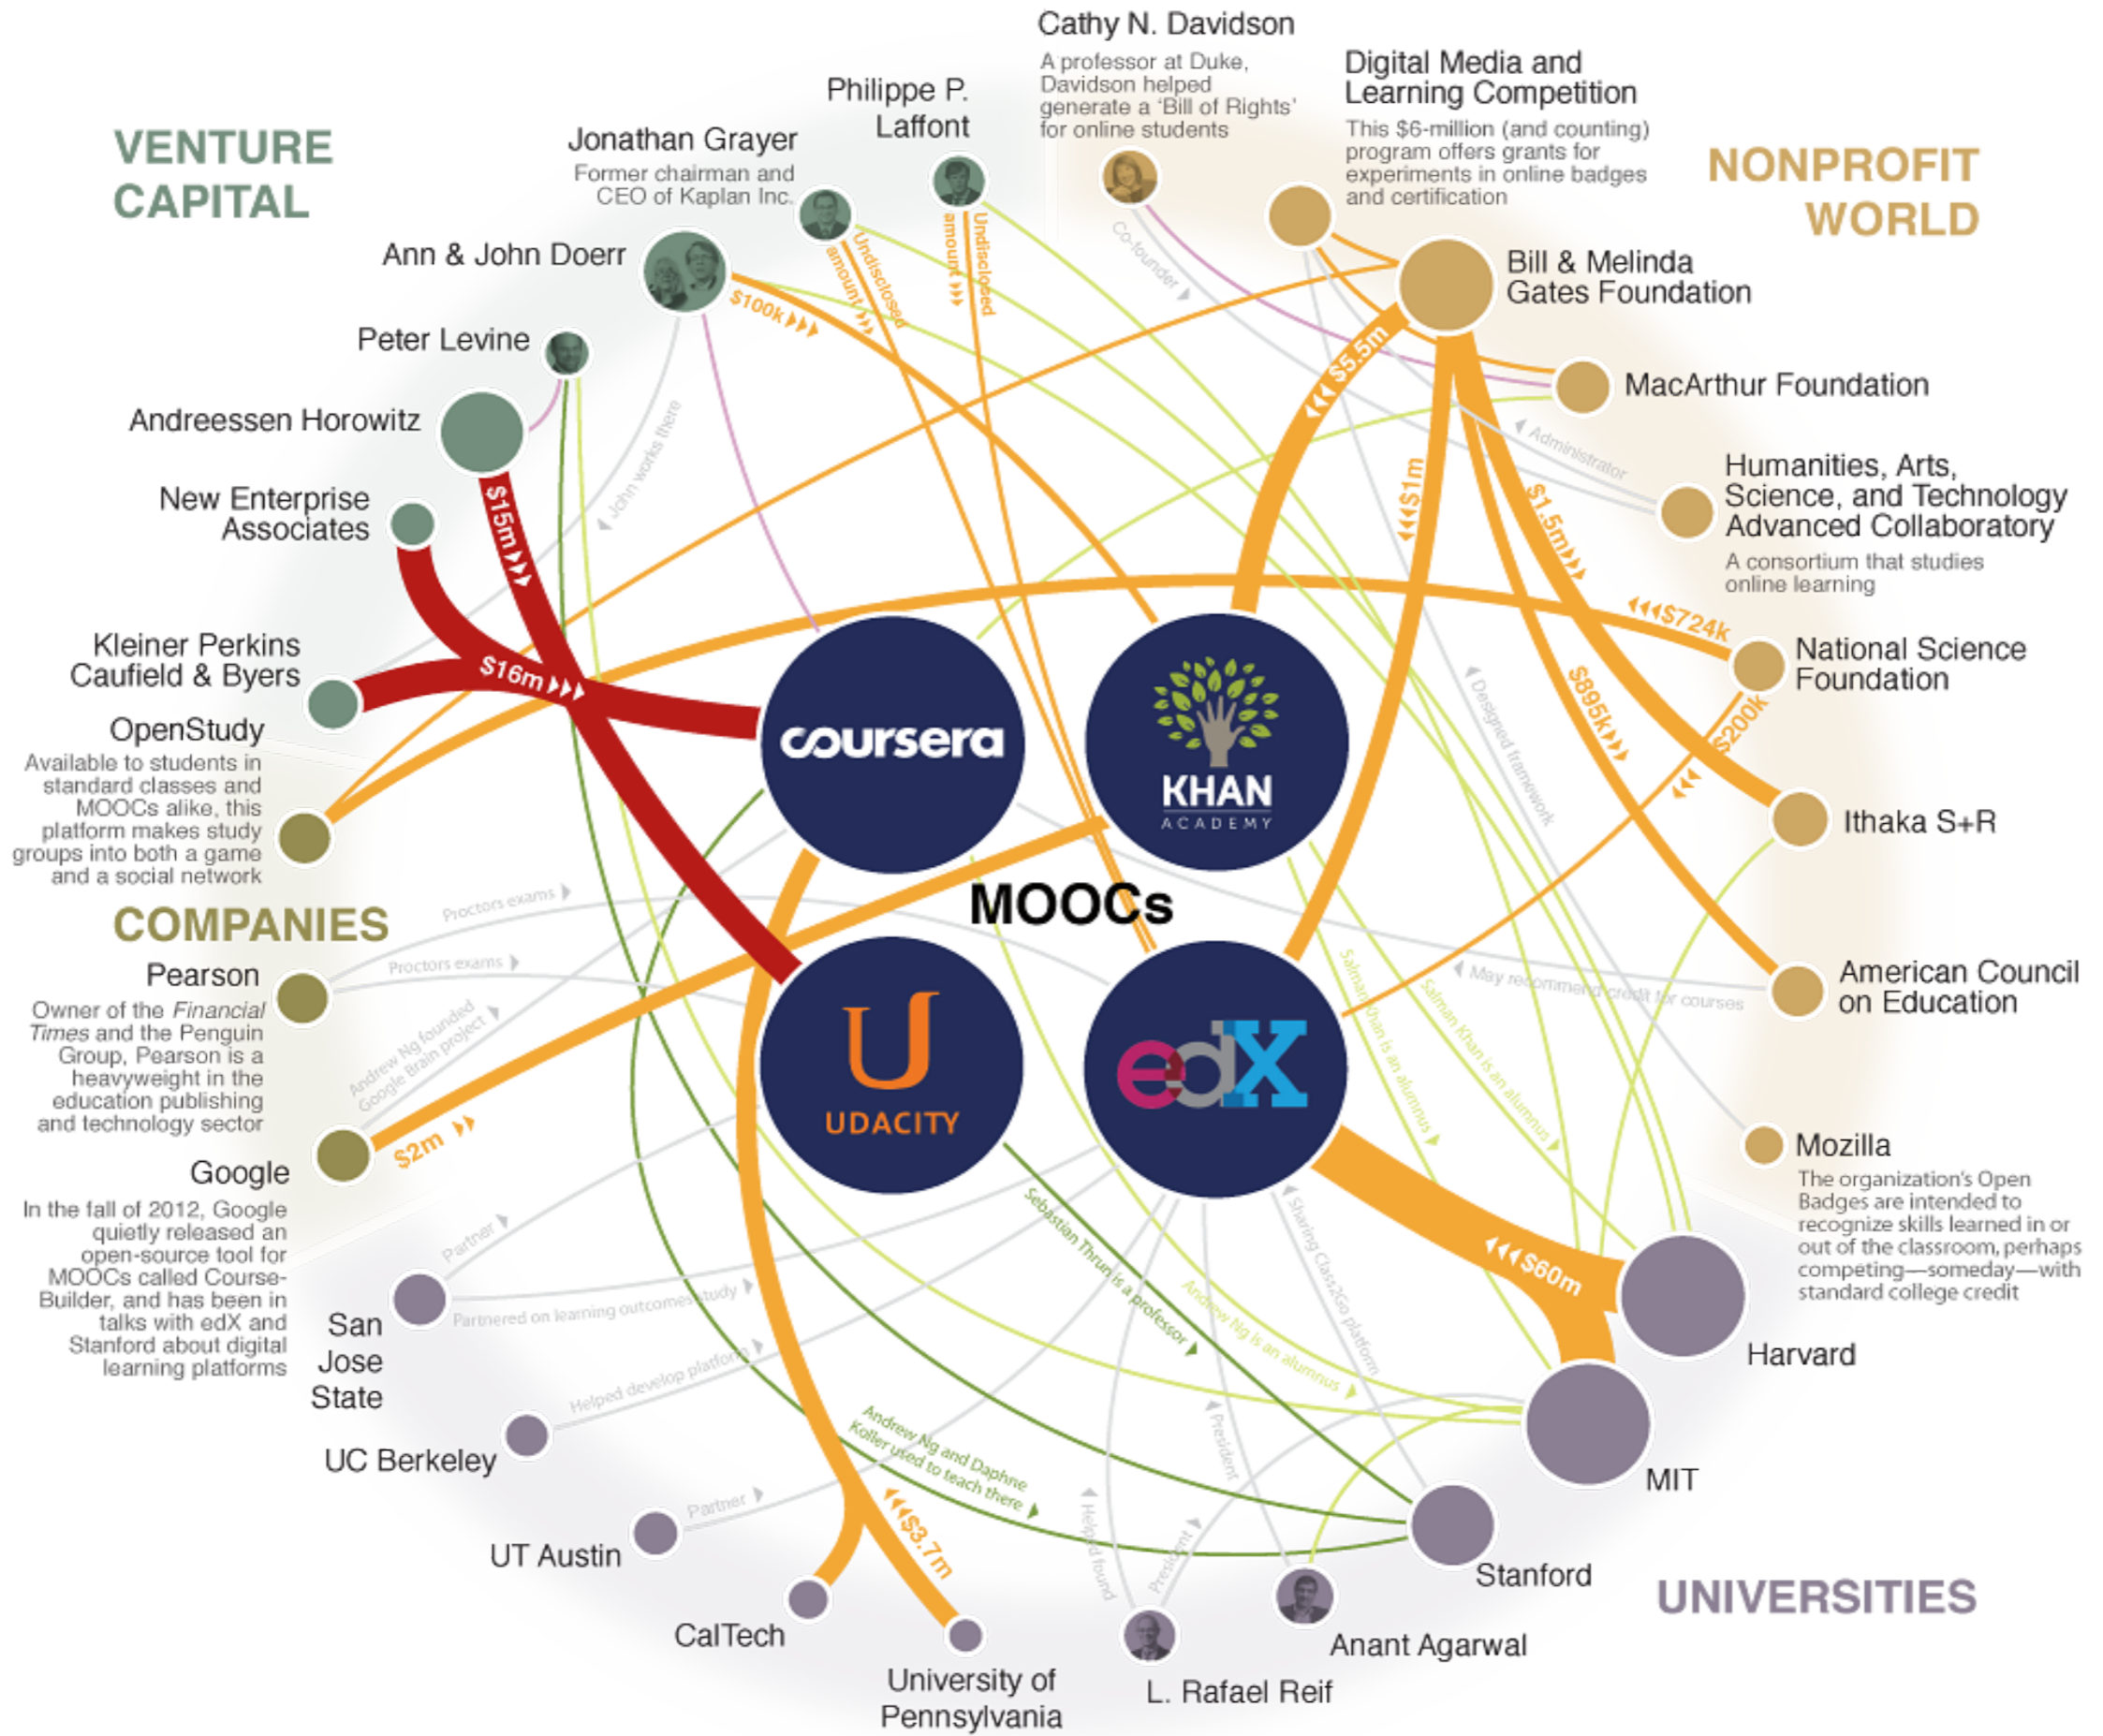 VENTURE
CAPITAL
Cathy N. Davidson
A professor at Duke,
Davidson helped
generate a ‘Bill of Rights’
for online students
Digital Media and
Learning Competition
This $6-million (and counting)
program offers grants for
experiments in online badges
and certification
NONPROFIT
WORLD
Philippe P.
Laffont
Undisclosed
amount
Jonathan Grayer
Former chairman and
CEO of Kaplan Inc.
Undisclosed
amount
Ann & John Doerr
$100k
John works there
Peter Levine
Andreessen Horowitz
$15m
New Enterprise
Associates
Kleiner Perkins
Caufield & Byers
$16m
Co-founder
Bill & Melinda
Gates Foundation
$5.5m
$1m
$1.5m
$895k
MacArthur Foundation
Administrator
Humanities, Arts,
Science, and Technology
Advanced Collaboratory
A consortium that studies
online learning
$724k
National Science
Foundation
$200k
Designed framework
Ithaka S+R
American Council
on Education
May recommend credit for courses
Mozilla
The organization’s Open
Badges are intended to
recognize skills learned in or
out of the classroom, perhaps
competing—someday—with
standard college credit
OpenStudy
Available to students in
standard classes and
MOOCs alike, this
platform makes study
groups into both a game
and a social network
COMPANIES
Pearson
Owner of the Financial
Times and the Penguin
Group, Pearson is a
heavyweight in the
education publishing
and technology sector
Proctors exams
Proctors exams
Andrew Ng founded
Google Brain project
Google
In the fall of 2012, Google
quietly released an
open-source tool for
MOOCs called Course-
Builder, and has been in
talks with edX and
Stanford about digital
learning platforms
$2m
coursera
KHAN
ACADEMY
MOOCs
U
UDACITY
edX
Salman Khan is an alumnus
Salman Khan is an alumnus
Sebastian Thrun is a professor
Andrew Ng is an alumnus
Sharing Class2Go platform
$60m
Harvard
MIT
Stanford
UNIVERSITIES
Partner
San
Jose
State
Partnered on learning outcomes study
Helped develop platform
UC Berkeley
Partner
UT Austin
Andrew Ng and Daphne
Koller used to teach there
$3.7m
CalTech
University of
Pennsylvania
Helped found
President
President
L. Rafael Reif
Anant Agarwal